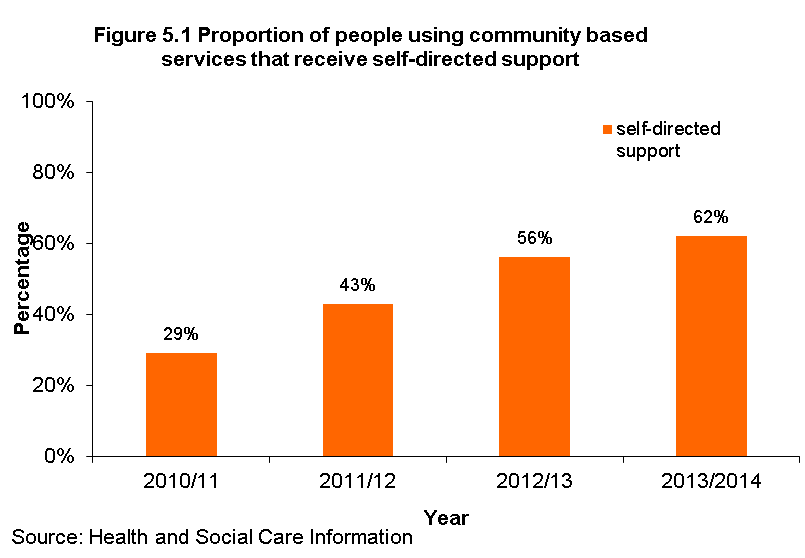 Figure 5.1 Proportion of people using community based
services that receive self-directed support
100%
80%
60%
40%
20%
0%
Percentage
self-directed
support
29%
43%
56%
62%
2010/11
2011/12
2012/13
2013/2014
Year
Source: Health and Social Care Information